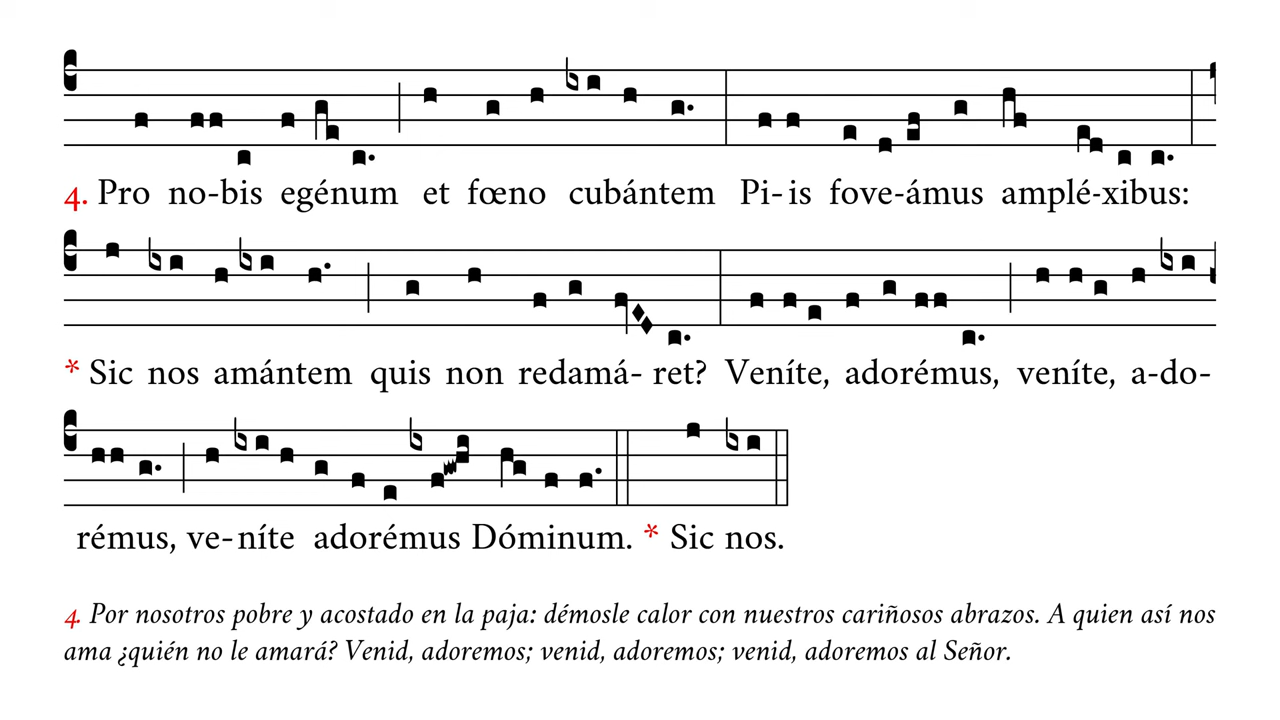 4. Pro no-bis egénum et fœno cubántem Pi-is fove-ámus amplé-xibus:
* Sic nos amántem quis non redamá-ret? Veníte, adorémus, veníte, a-do-
rémus, ve-níte adorémus Dóminum. * Sic nos.
4. Por nosotros pobre y acostado en la paja: démosle calor con nuestros cariñosos abrazos. A quien así nos
ama ¿quién no le amará? Venid, adoremos; venid, adoremos; venid, adoremos al Señor.